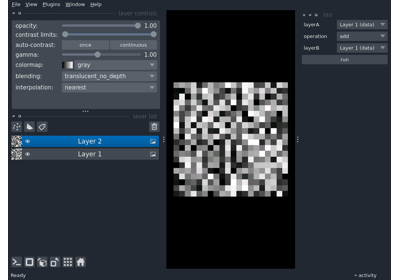 File View Plugins Window Help
layer controls
opacity: 1.00
contrast limits:
auto-contrast: once continuous
gamma: 1.00
colormap: gray
blending: translucent_no_depth
interpolation: nearest
layer list
Layer 2
Layer 1
layerA Layer 1 (data)
operation add
layerB Layer 1 (data)
run
Ready
activity